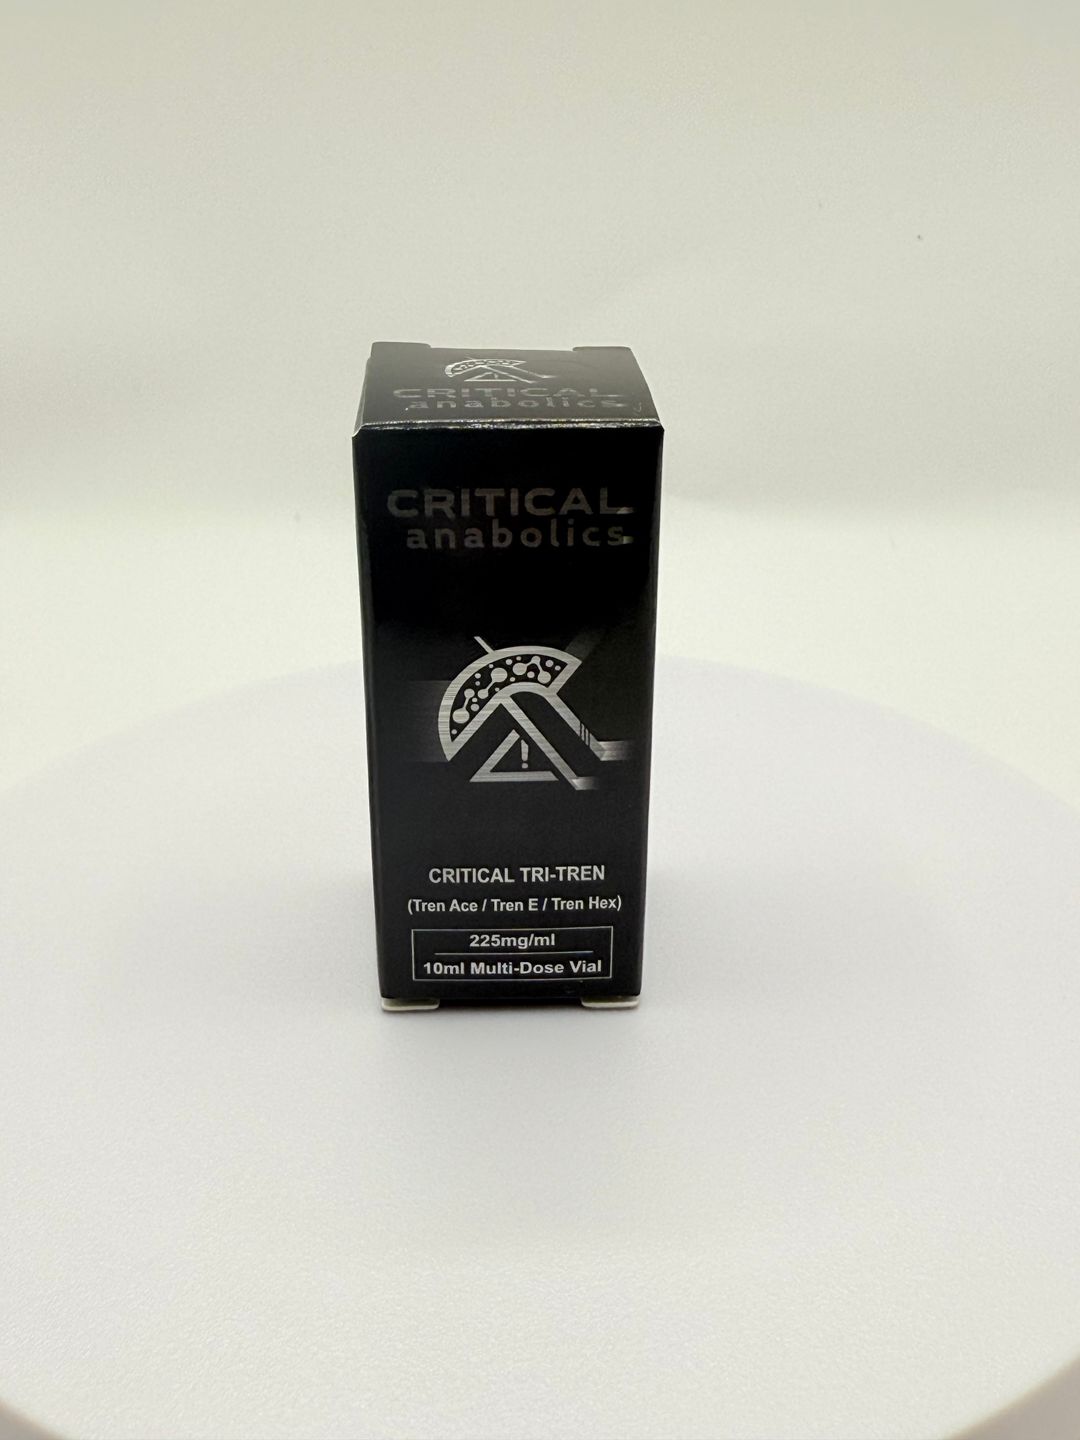 CRITICAL
anabolics
CRITICAL
anabolics
!
CRITICAL TRI-TREN
(Tren Ace / Tren E / Tren Hex)
225mg/ml
10ml Multi-Dose Vial